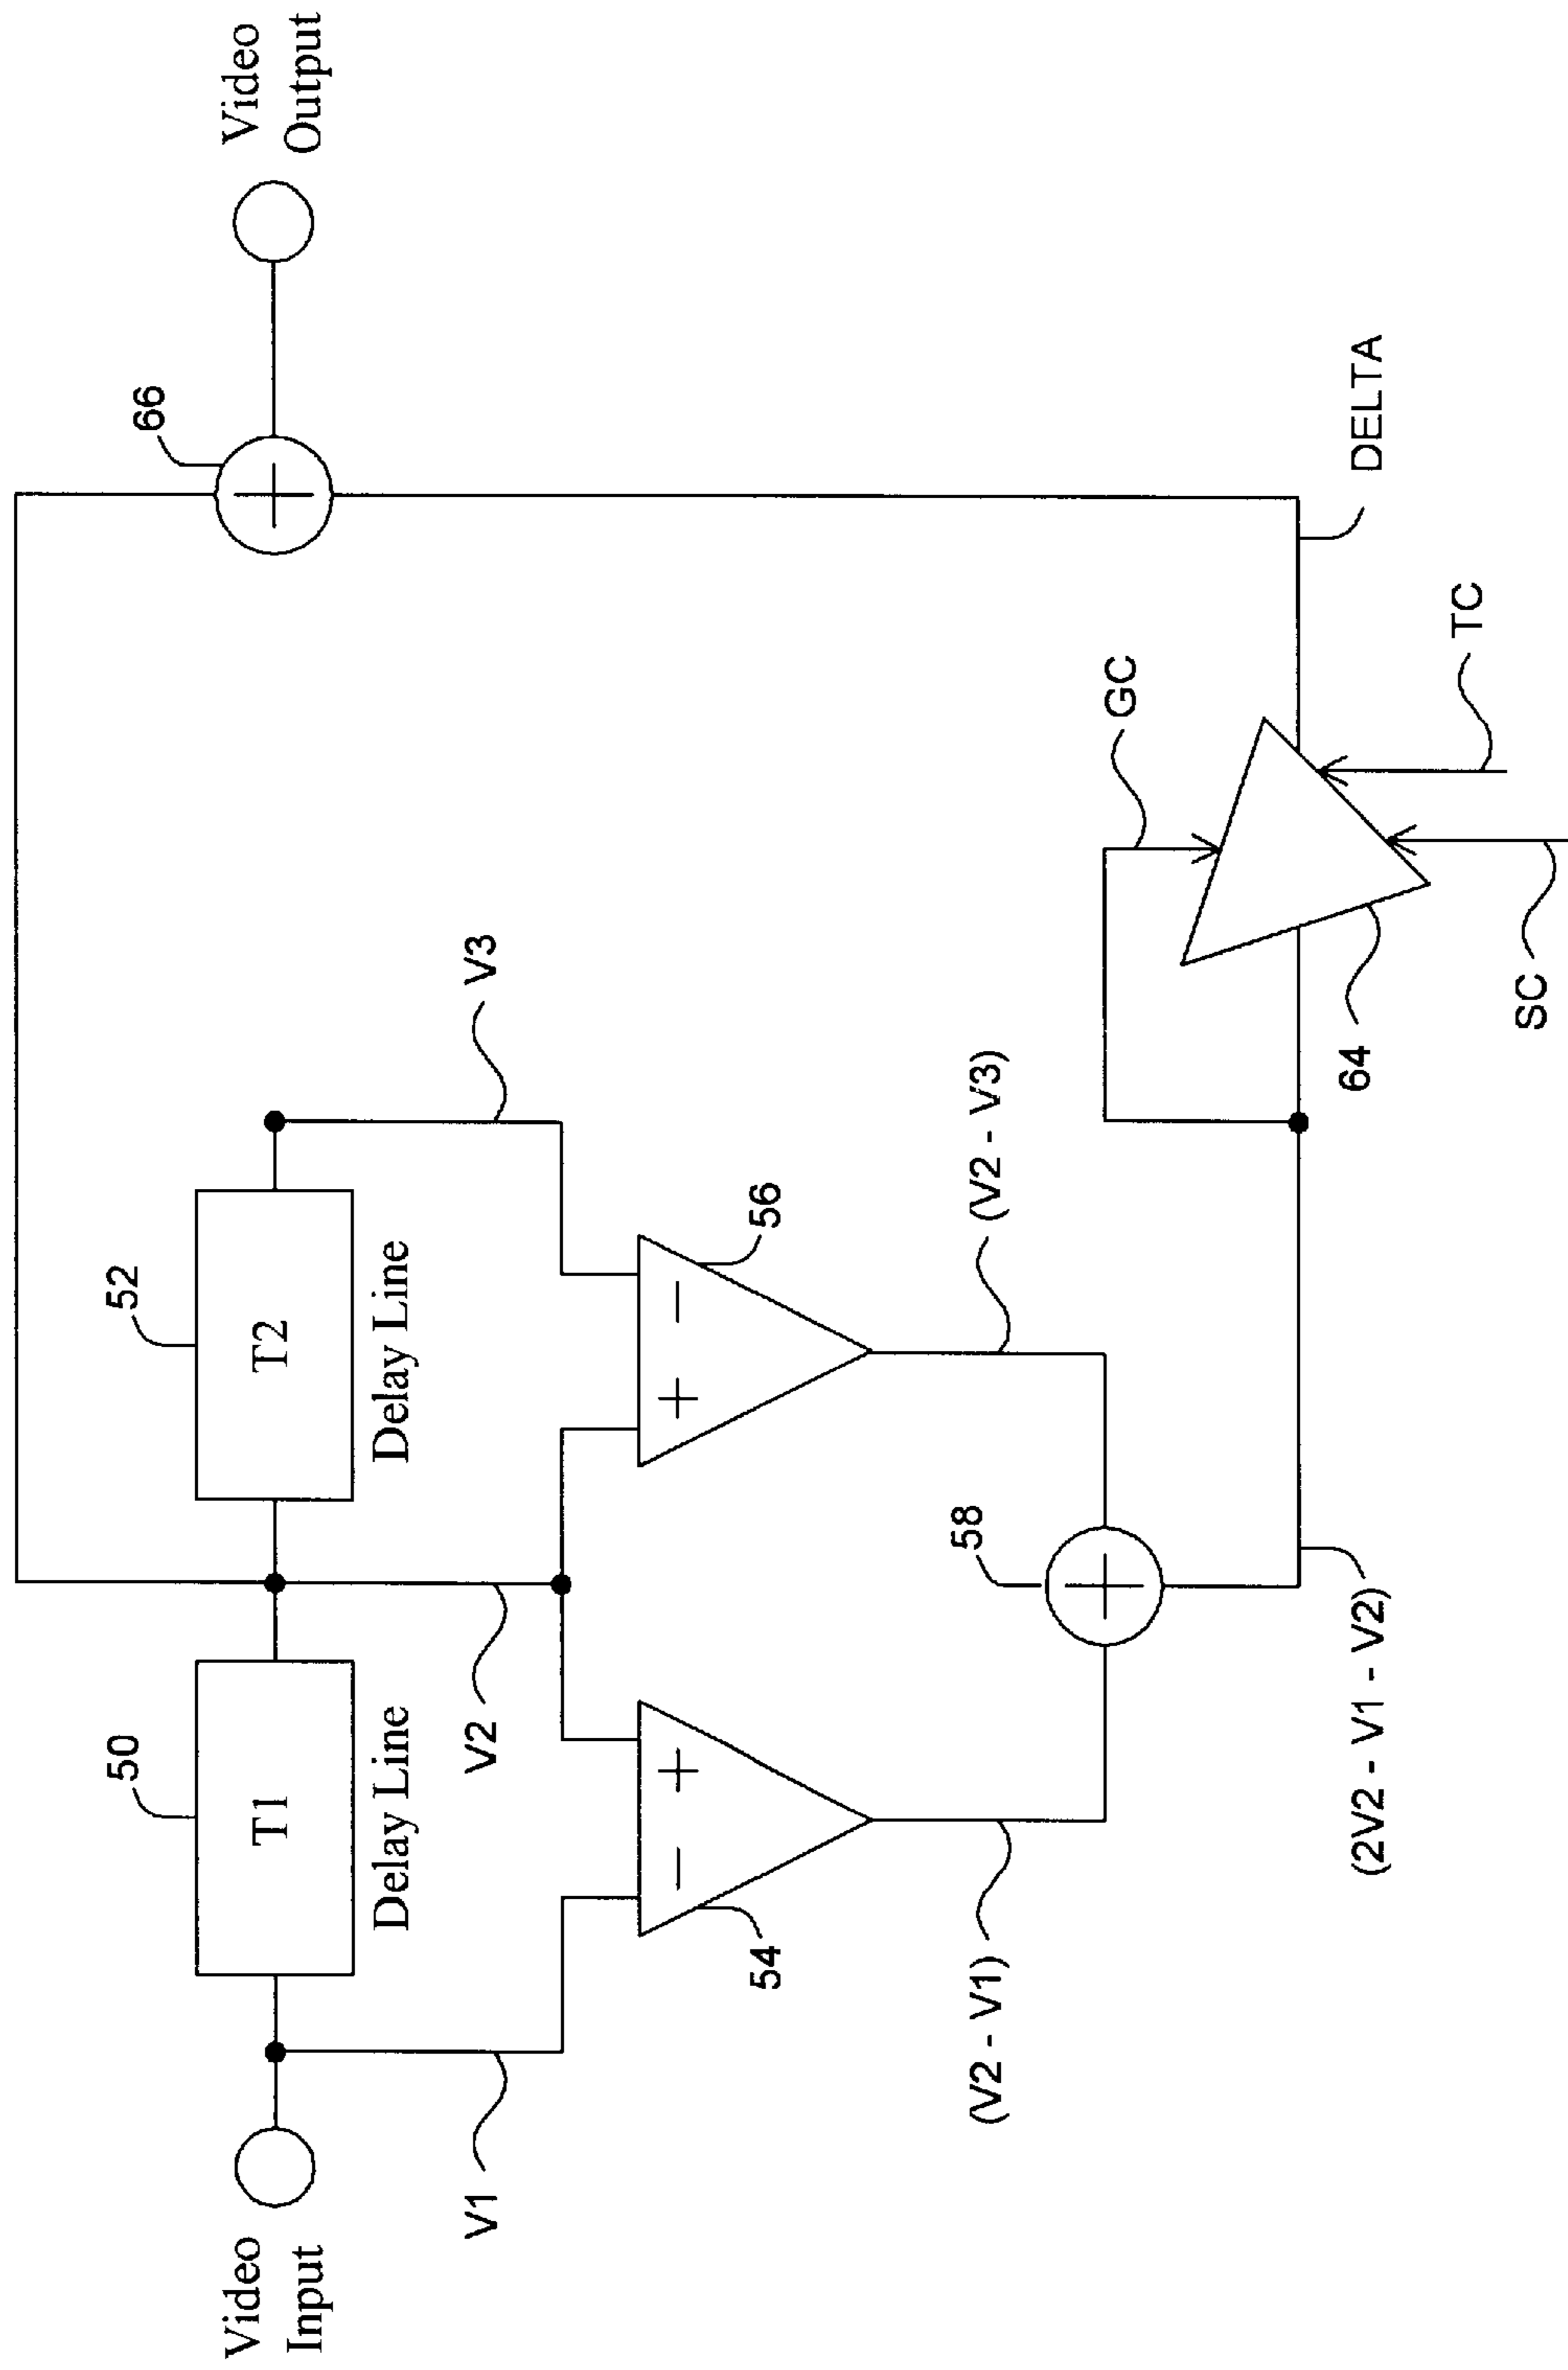 Video
Input
50
T1
Delay Line
52
T2
Delay Line
66
+
Video
Output
V1
V2
V3
−
+
54
+
−
56
(V2 - V1)
58
+
(V2 - V3)
GC
(2V2 - V1 - V2)
64
DELTA
SC
TC